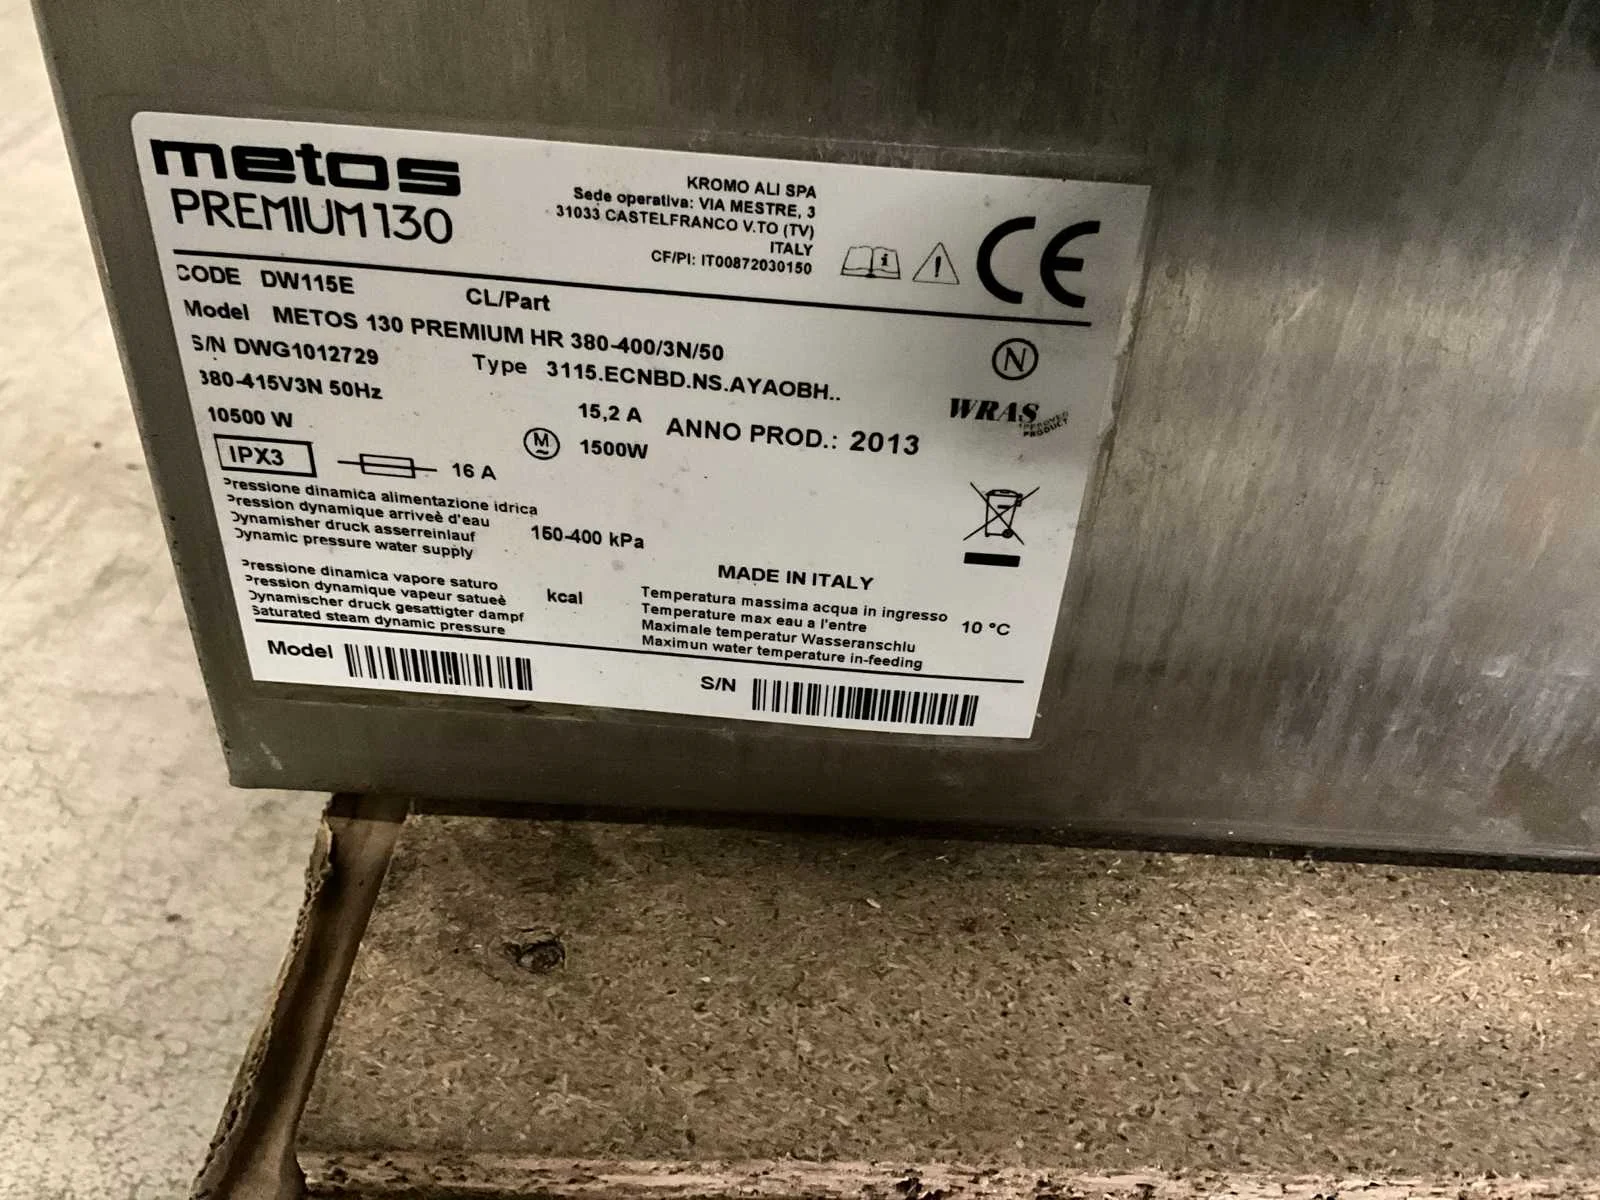 metos
PREMIUM 130
KROMO ALI SPA
Sede operativa: VIA MESTRE, 3
31033 CASTELFRANCO V.TO (TV)
ITALY
CF/PI: IT00872030150
CE
CODE DW115E CL/Part
Model METOS 130 PREMIUM HR 380-400/3N/50
S/N DWG1012729 Type 3115.ECNBD.NS.AYAOBH..
N
380-415V3N 50Hz
WRAS
APPROVED
PRODUCT
10500 W 15,2 A ANNO PROD.: 2013
IPX3 16 A M 1500W
Pressione dinamica alimentazione idrica
Pression dynamique arriveè d'eau
Dynamisher druck asserreinlauf
Dynamic pressure water supply
150-400 kPa
MADE IN ITALY
Pressione dinamica vapore saturo
Pression dynamique vapeur satueè
Dynamischer druck gesattigter dampf
Saturated steam dynamic pressure
kcal
Temperatura massima acqua in ingresso
Temperature max eau a l'entre
Maximale temperatur Wasseranschlu
Maximun water temperature in-feeding
10 °C
Model S/N